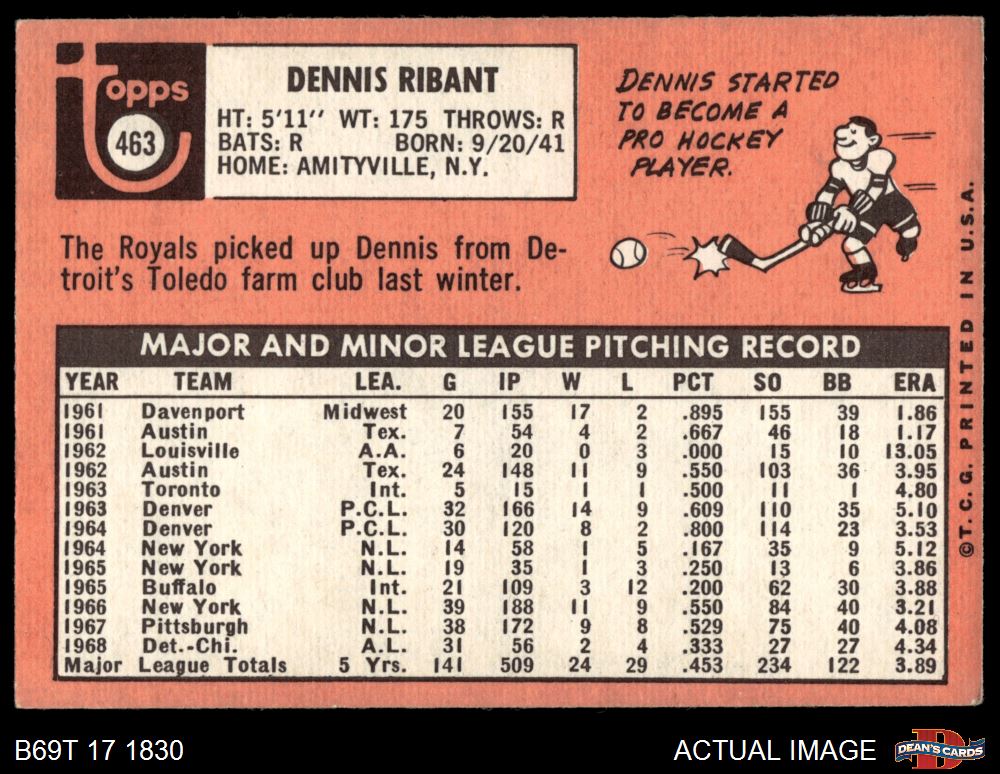 topps
463
DENNIS RIBANT
HT: 5'11" WT: 175 THROWS: R
BATS: R BORN: 9/20/41
HOME: AMITYVILLE, N.Y.
DENNIS STARTED
TO BECOME A
PRO HOCKEY
PLAYER.
The Royals picked up Dennis from De-
troit's Toledo farm club last winter.
MAJOR AND MINOR LEAGUE PITCHING RECORD
YEAR TEAM LEA. G IP W L PCT SO BB ERA
1961 Davenport Midwest 20 155 17 2 .895 155 39 1.86
1961 Austin Tex. 7 54 4 2 .667 46 18 1.17
1962 Louisville A.A. 6 20 0 3 .000 15 10 13.05
1962 Austin Tex. 24 148 11 9 .550 103 36 3.95
1963 Toronto Int. 5 15 1 1 .500 11 1 4.80
1963 Denver P.C.L. 32 166 14 9 .609 110 35 5.10
1964 Denver P.C.L. 30 120 8 2 .800 114 23 3.53
1964 New York N.L. 14 58 1 5 .167 35 9 5.12
1965 New York N.L. 19 35 1 3 .250 13 6 3.86
1965 Buffalo Int. 21 109 3 12 .200 62 30 3.88
1966 New York N.L. 39 188 11 9 .550 84 40 3.21
1967 Pittsburgh N.L. 38 172 9 8 .529 75 40 4.08
1968 Det.-Chi. A.L. 31 56 2 4 .333 27 27 4.34
Major League Totals 5 Yrs. 141 509 24 29 .453 234 122 3.89
©T.C.G. PRINTED IN U.S.A.
B69T 17 1830
ACTUAL IMAGE
D
DEAN'S CARDS